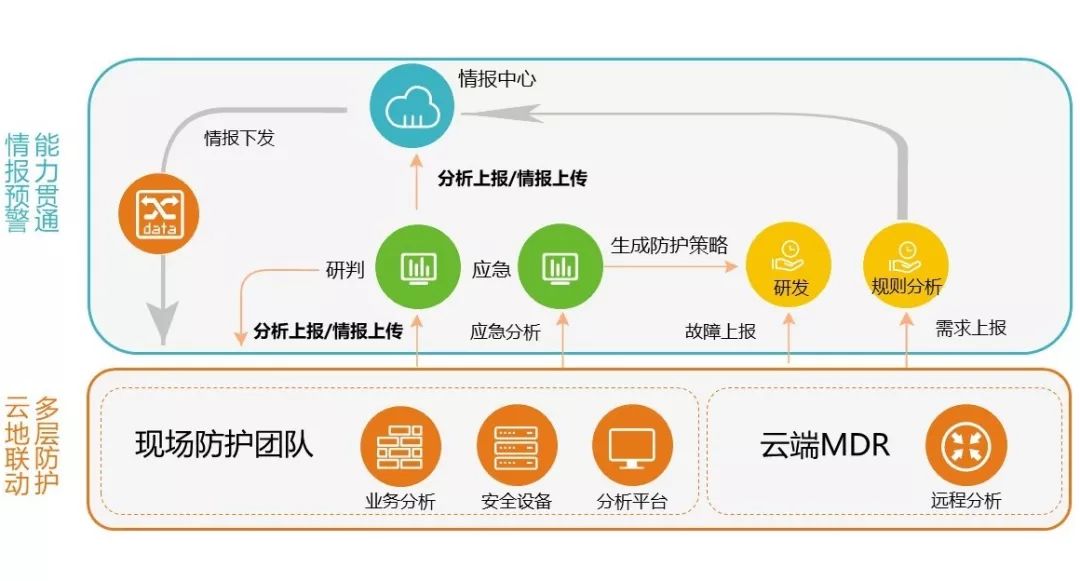 能力贯通
情报预警
情报中心
情报下发
data
分析上报/情报上传
研判
应急
生成防护策略
研发
规则分析
分析上报/情报上传
应急分析
故障上报
需求上报
多层防护
云地联动
现场防护团队
业务分析
安全设备
分析平台
云端MDR
远程分析